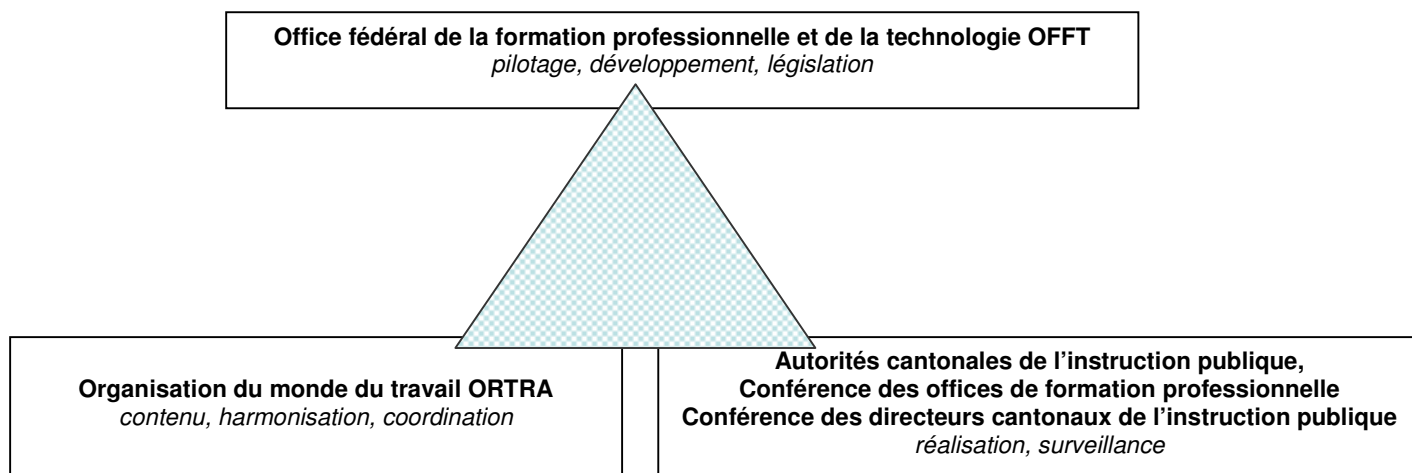 Office fédéral de la formation professionnelle et de la technologie OFFT
pilotage, développement, législation
Organisation du monde du travail ORTRA
contenu, harmonisation, coordination
Autorités cantonales de l'instruction publique,
Conférence des offices de formation professionnelle
Conférence des directeurs cantonaux de l'instruction publique
réalisation, surveillance